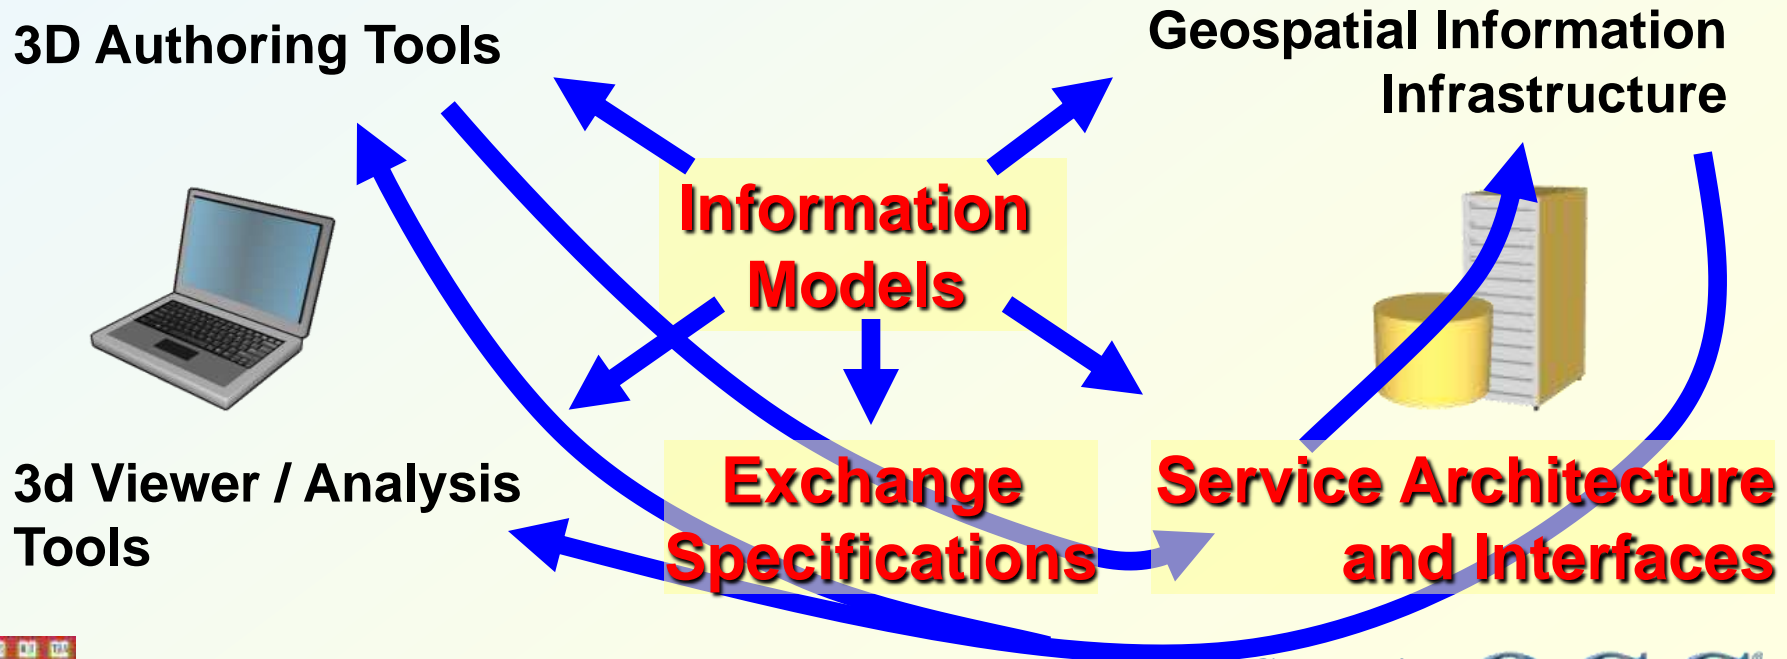 3D Authoring Tools
Geospatial Information
Infrastructure
Information
Models
3d Viewer / Analysis
Tools
Exchange
Specifications
Service Architecture
and Interfaces